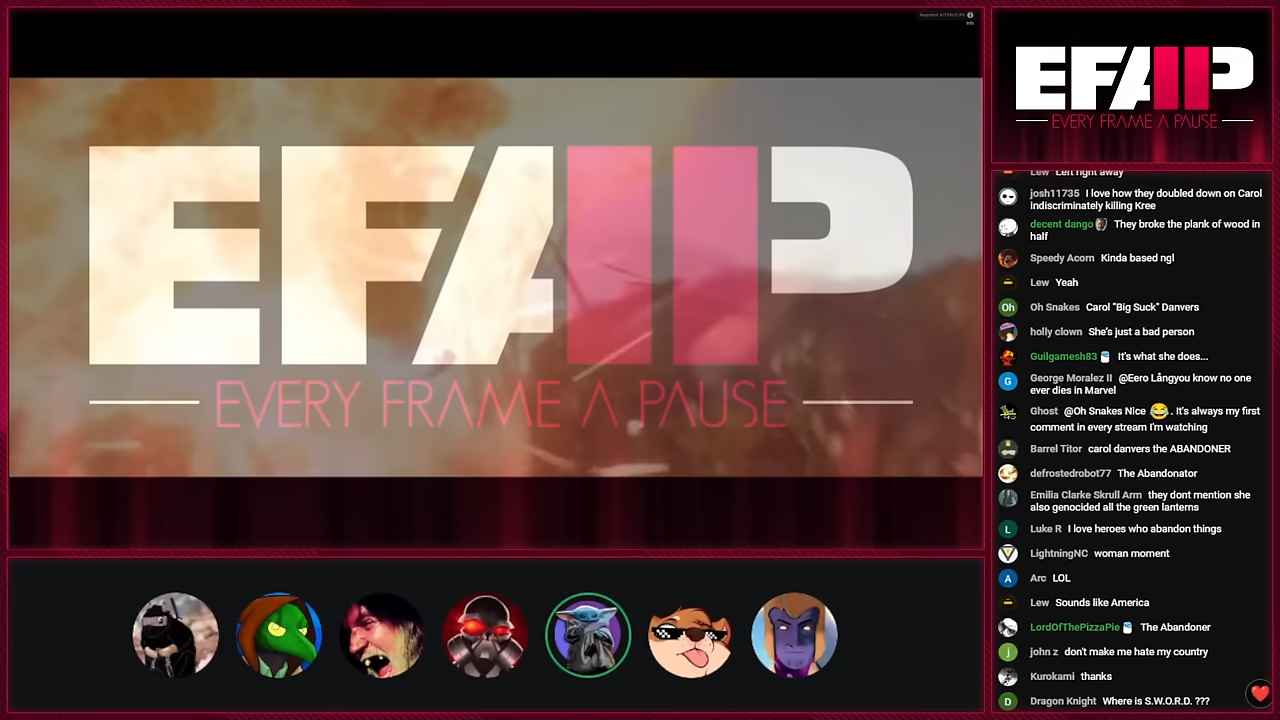 Info
EFAP
EVERY FRAME A PAUSE
EFAP
EVERY FRAME A PAUSE
Lew Left right away
josh11735 I love how they doubled down on Carol
indiscriminately killing Kree
decent dango They broke the plank of wood in
half
Speedy Acorn Kinda based ngl
Lew Yeah
Oh Oh Snakes Carol "Big Suck" Danvers
holly clown She's just a bad person
Guilgamesh83 It's what she does...
G George Moralez II @Eero Långyou know no one
ever dies in Marvel
Ghost @Oh Snakes Nice 😂. It's always my first
comment in every stream I'm watching
Barrel Titor carol danvers the ABANDONER
defrostedrobot77 The Abandonator
Emilia Clarke Skrull Arm they dont mention she
also genocided all the green lanterns
L Luke R I love heroes who abandon things
LightningNC woman moment
A Arc LOL
Lew Sounds like America
LordOfThePizzaPie The Abandoner
j john z don't make me hate my country
Kurokami thanks
D Dragon Knight Where is S.W.O.R.D. ???